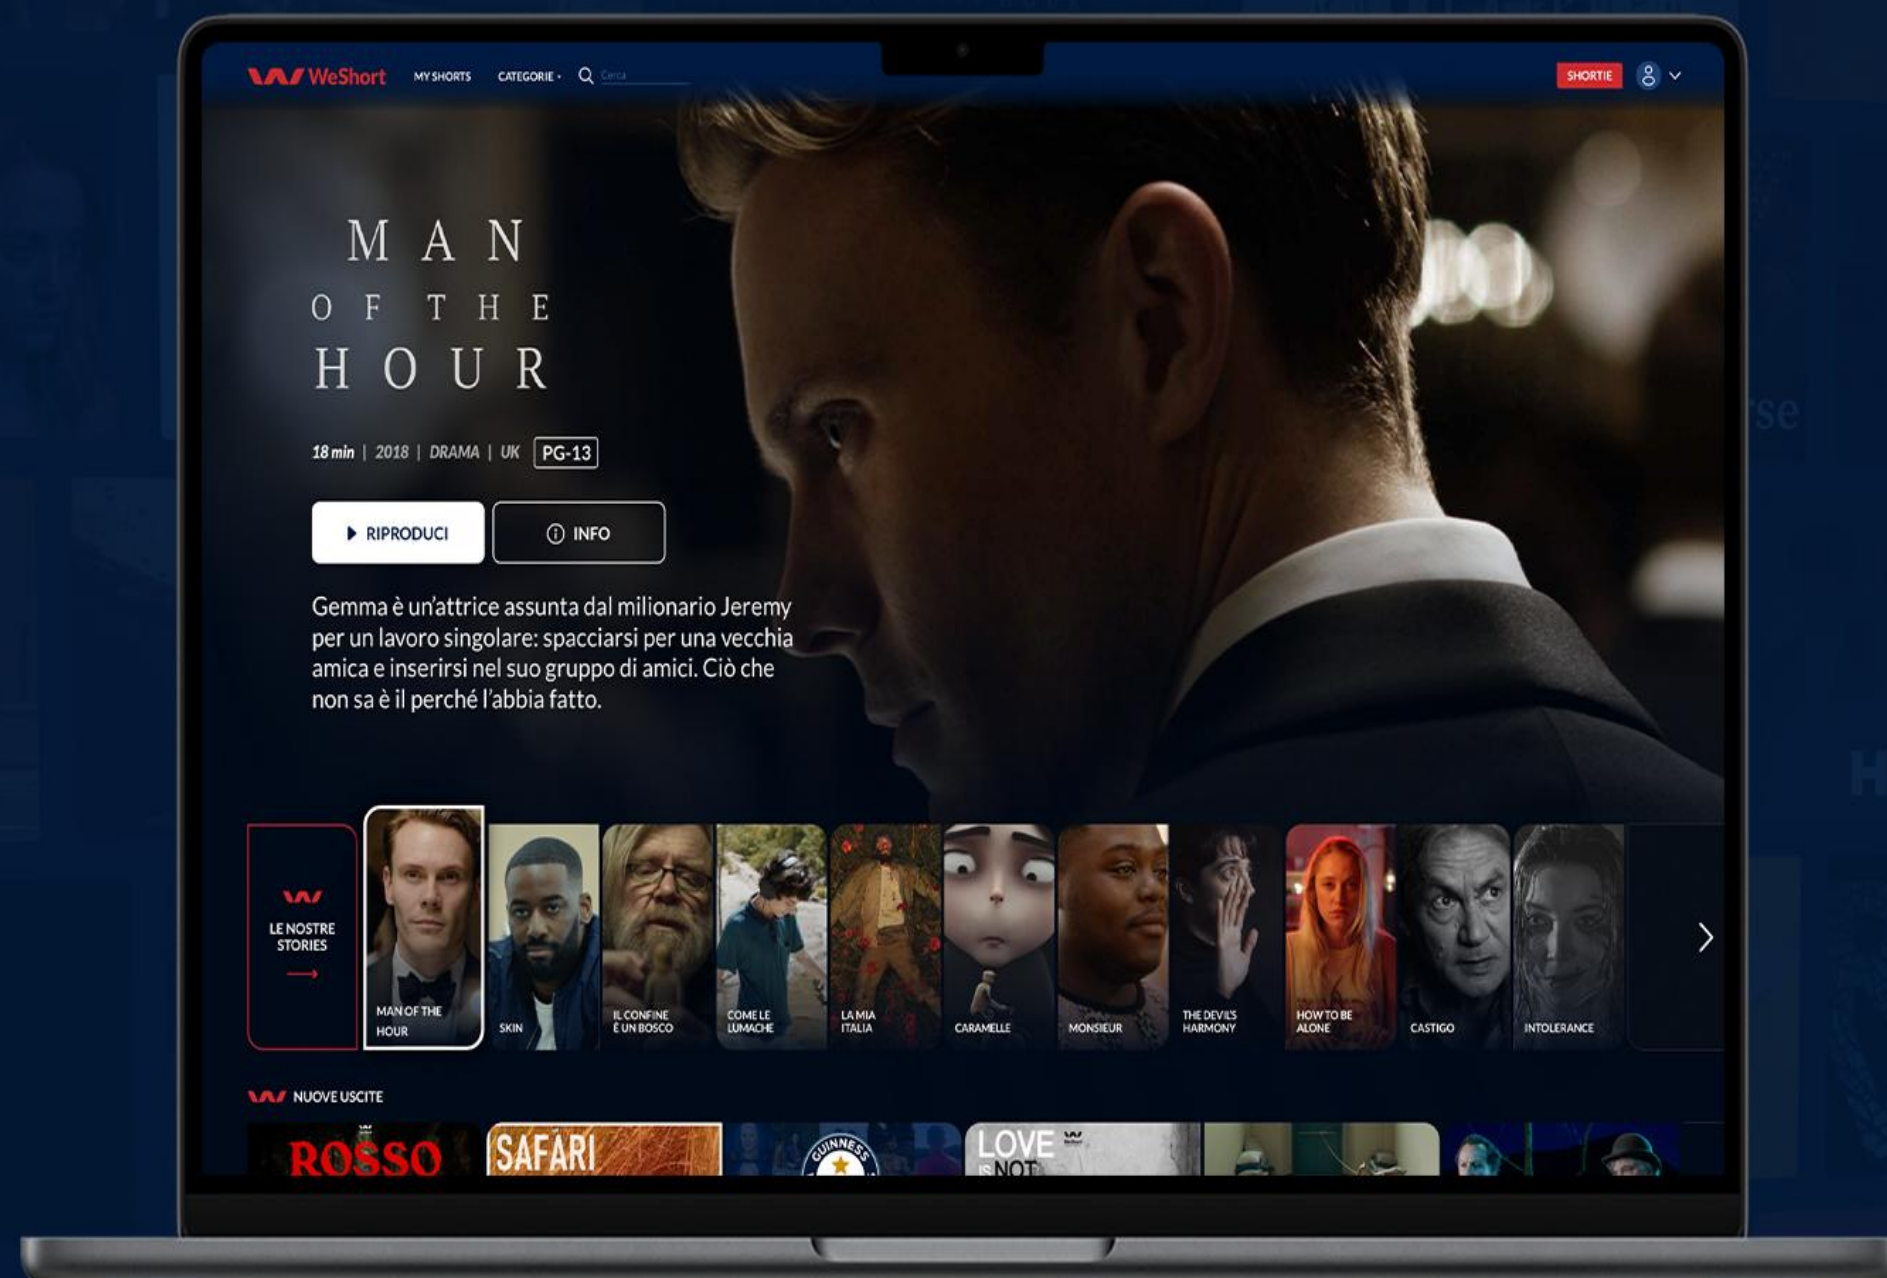 WeShort
MY SHORTS
CATEGORIE
Cerca
SHORTIE
MAN
OF THE
HOUR
18 min | 2018 | DRAMA | UK PG-13
RIPRODUCI
INFO
Gemma è un'attrice assunta dal milionario Jeremy
per un lavoro singolare: spacciarsi per una vecchia
amica e inserirsi nel suo gruppo di amici. Ciò che
non sa è il perché l'abbia fatto.
LE NOSTRE
STORIES
MAN OF THE
HOUR
SKIN
IL CONFINE
È UN BOSCO
COME LE
LUMACHE
LA MIA
ITALIA
CARAMELLE
MONSIEUR
THE DEVIL'S
HARMONY
HOW TO BE
ALONE
CASTIGO
INTOLERANCE
NUOVE USCITE
ROSSO
SAFARI
GUINNESS
LOVE
IS NOT